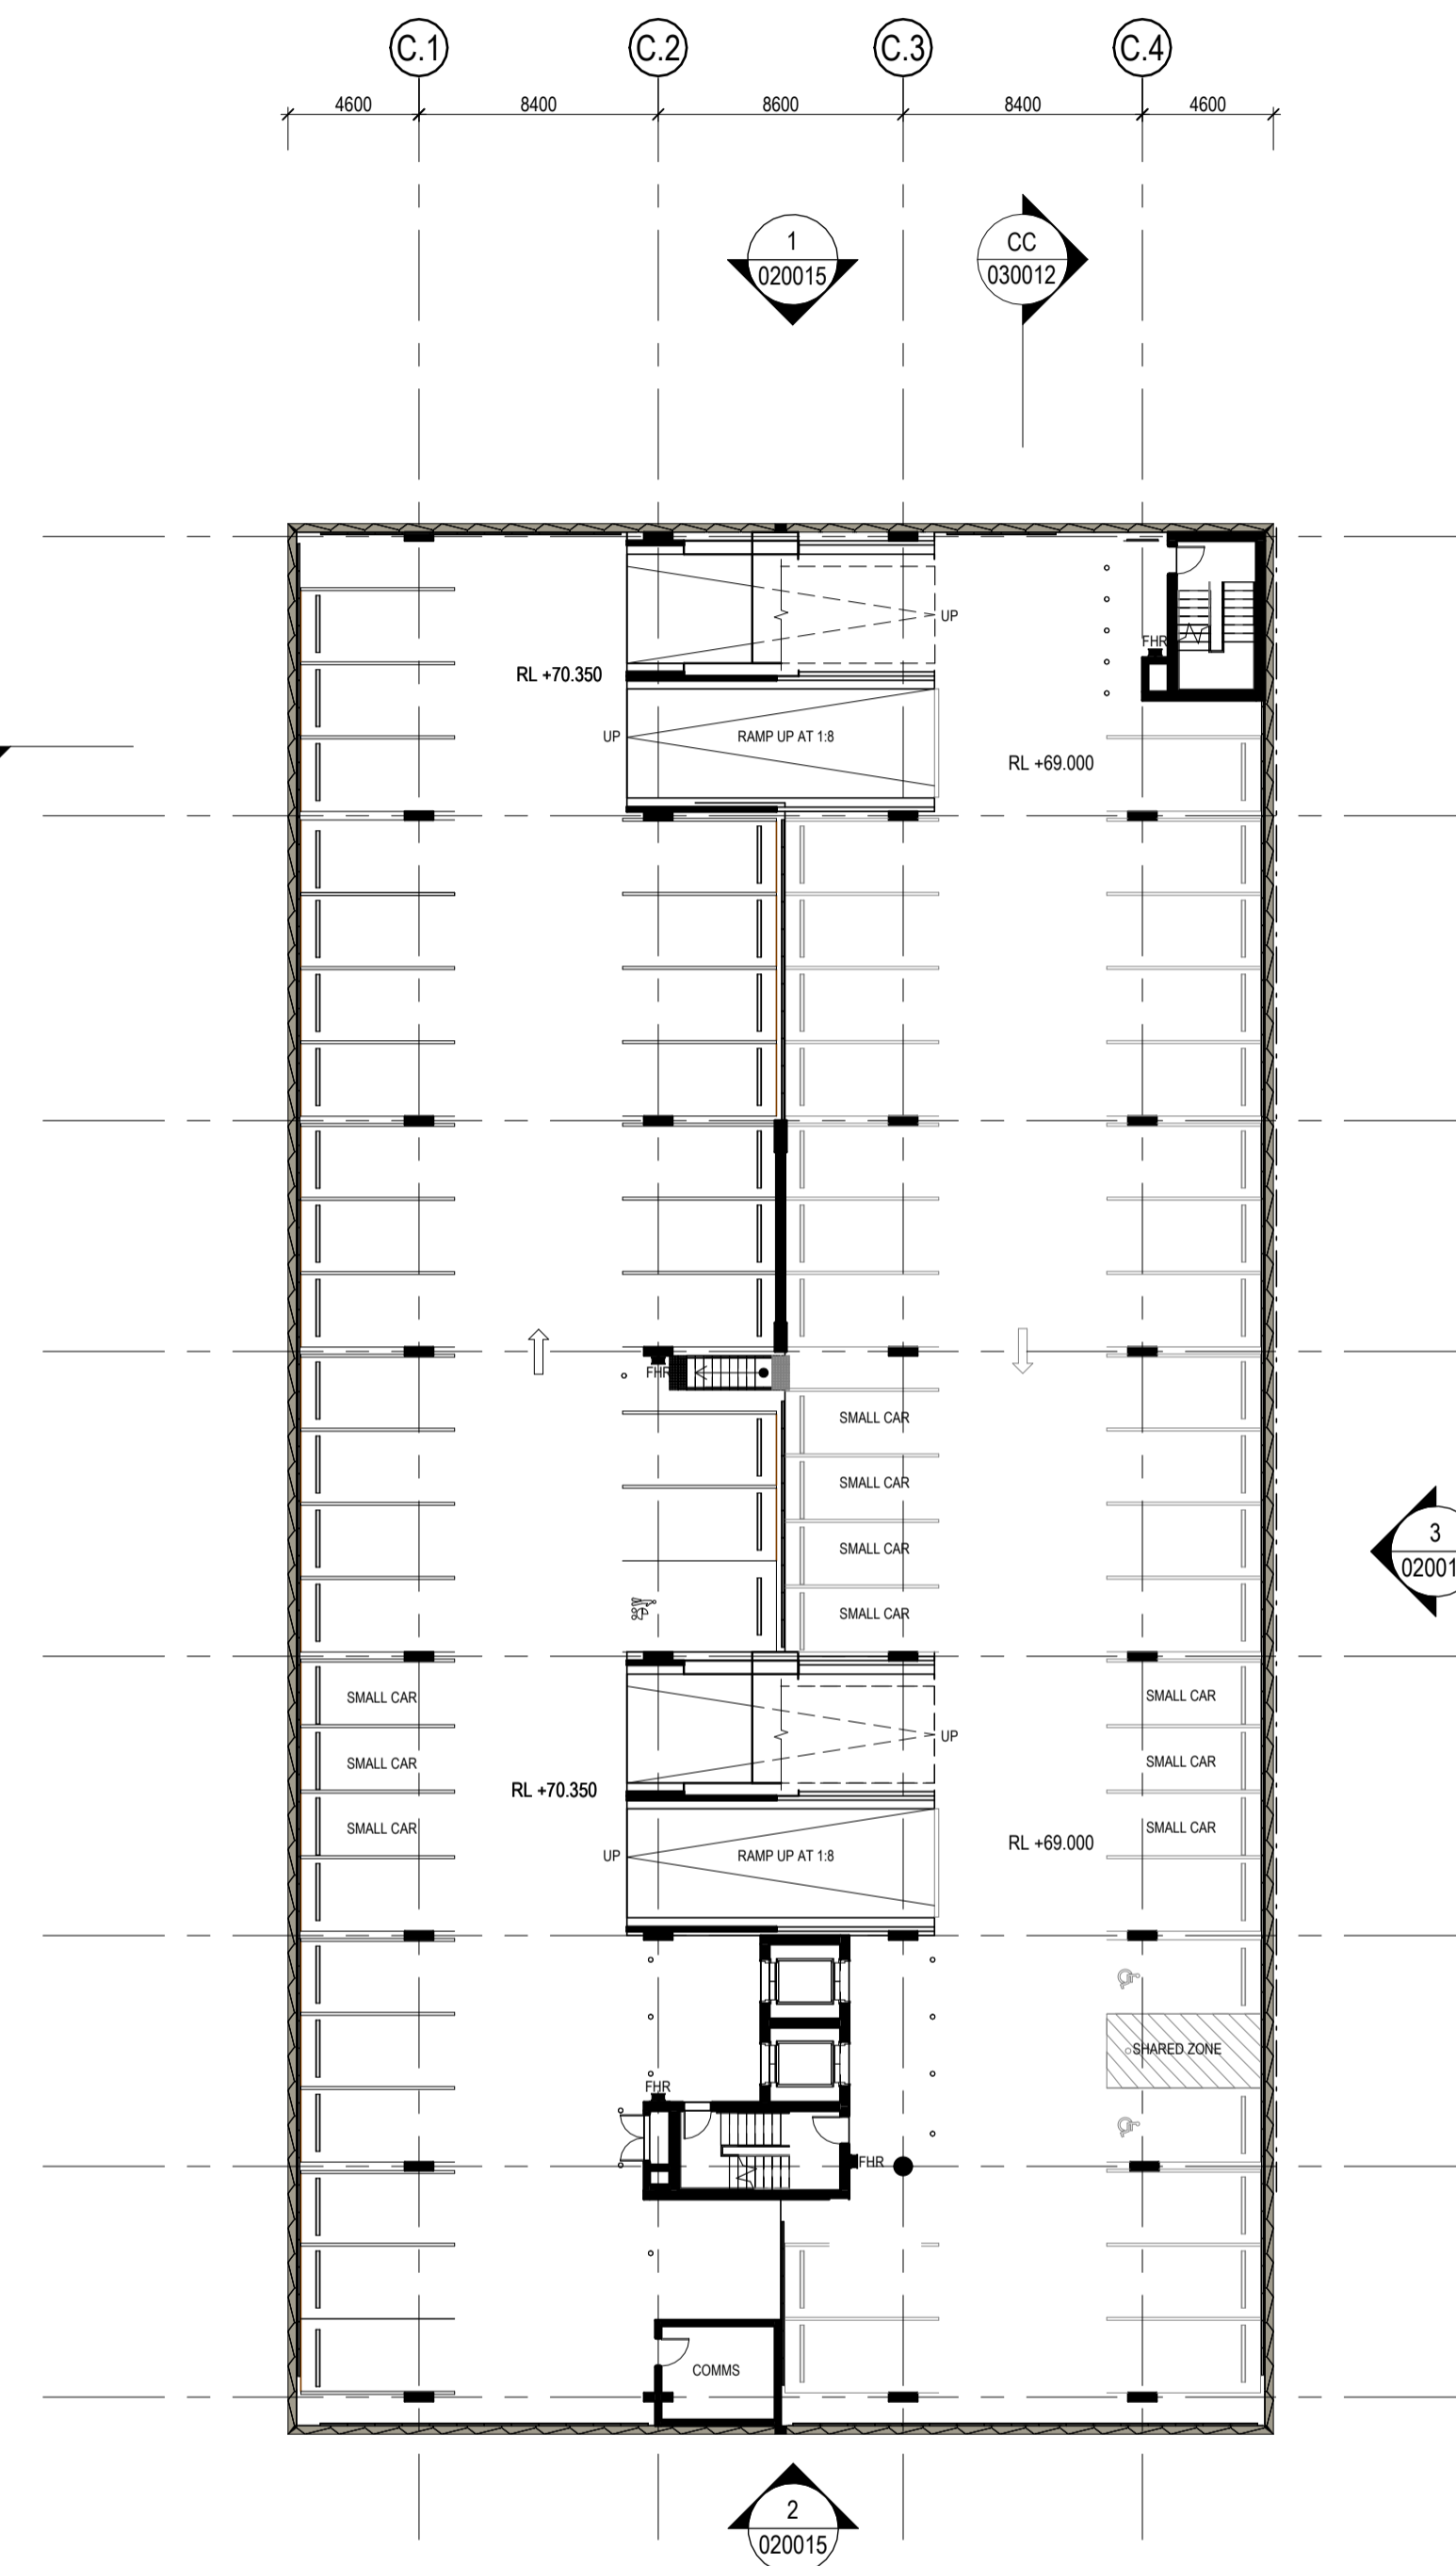 C.1 C.2 C.3 C.4
4600 8400 8600 8400 4600
1
020015
CC
030012
UP
FHR
RL +70.350
UP
RAMP UP AT 1:8
RL +69.000
FHR
SMALL CAR
SMALL CAR
SMALL CAR
SMALL CAR
3
02001
SMALL CAR
SMALL CAR
UP
SMALL CAR
SMALL CAR
RL +70.350
SMALL CAR
SMALL CAR
RL +69.000
UP
RAMP UP AT 1:8
SHARED ZONE
FHR
FHR
COMMS
2
020015